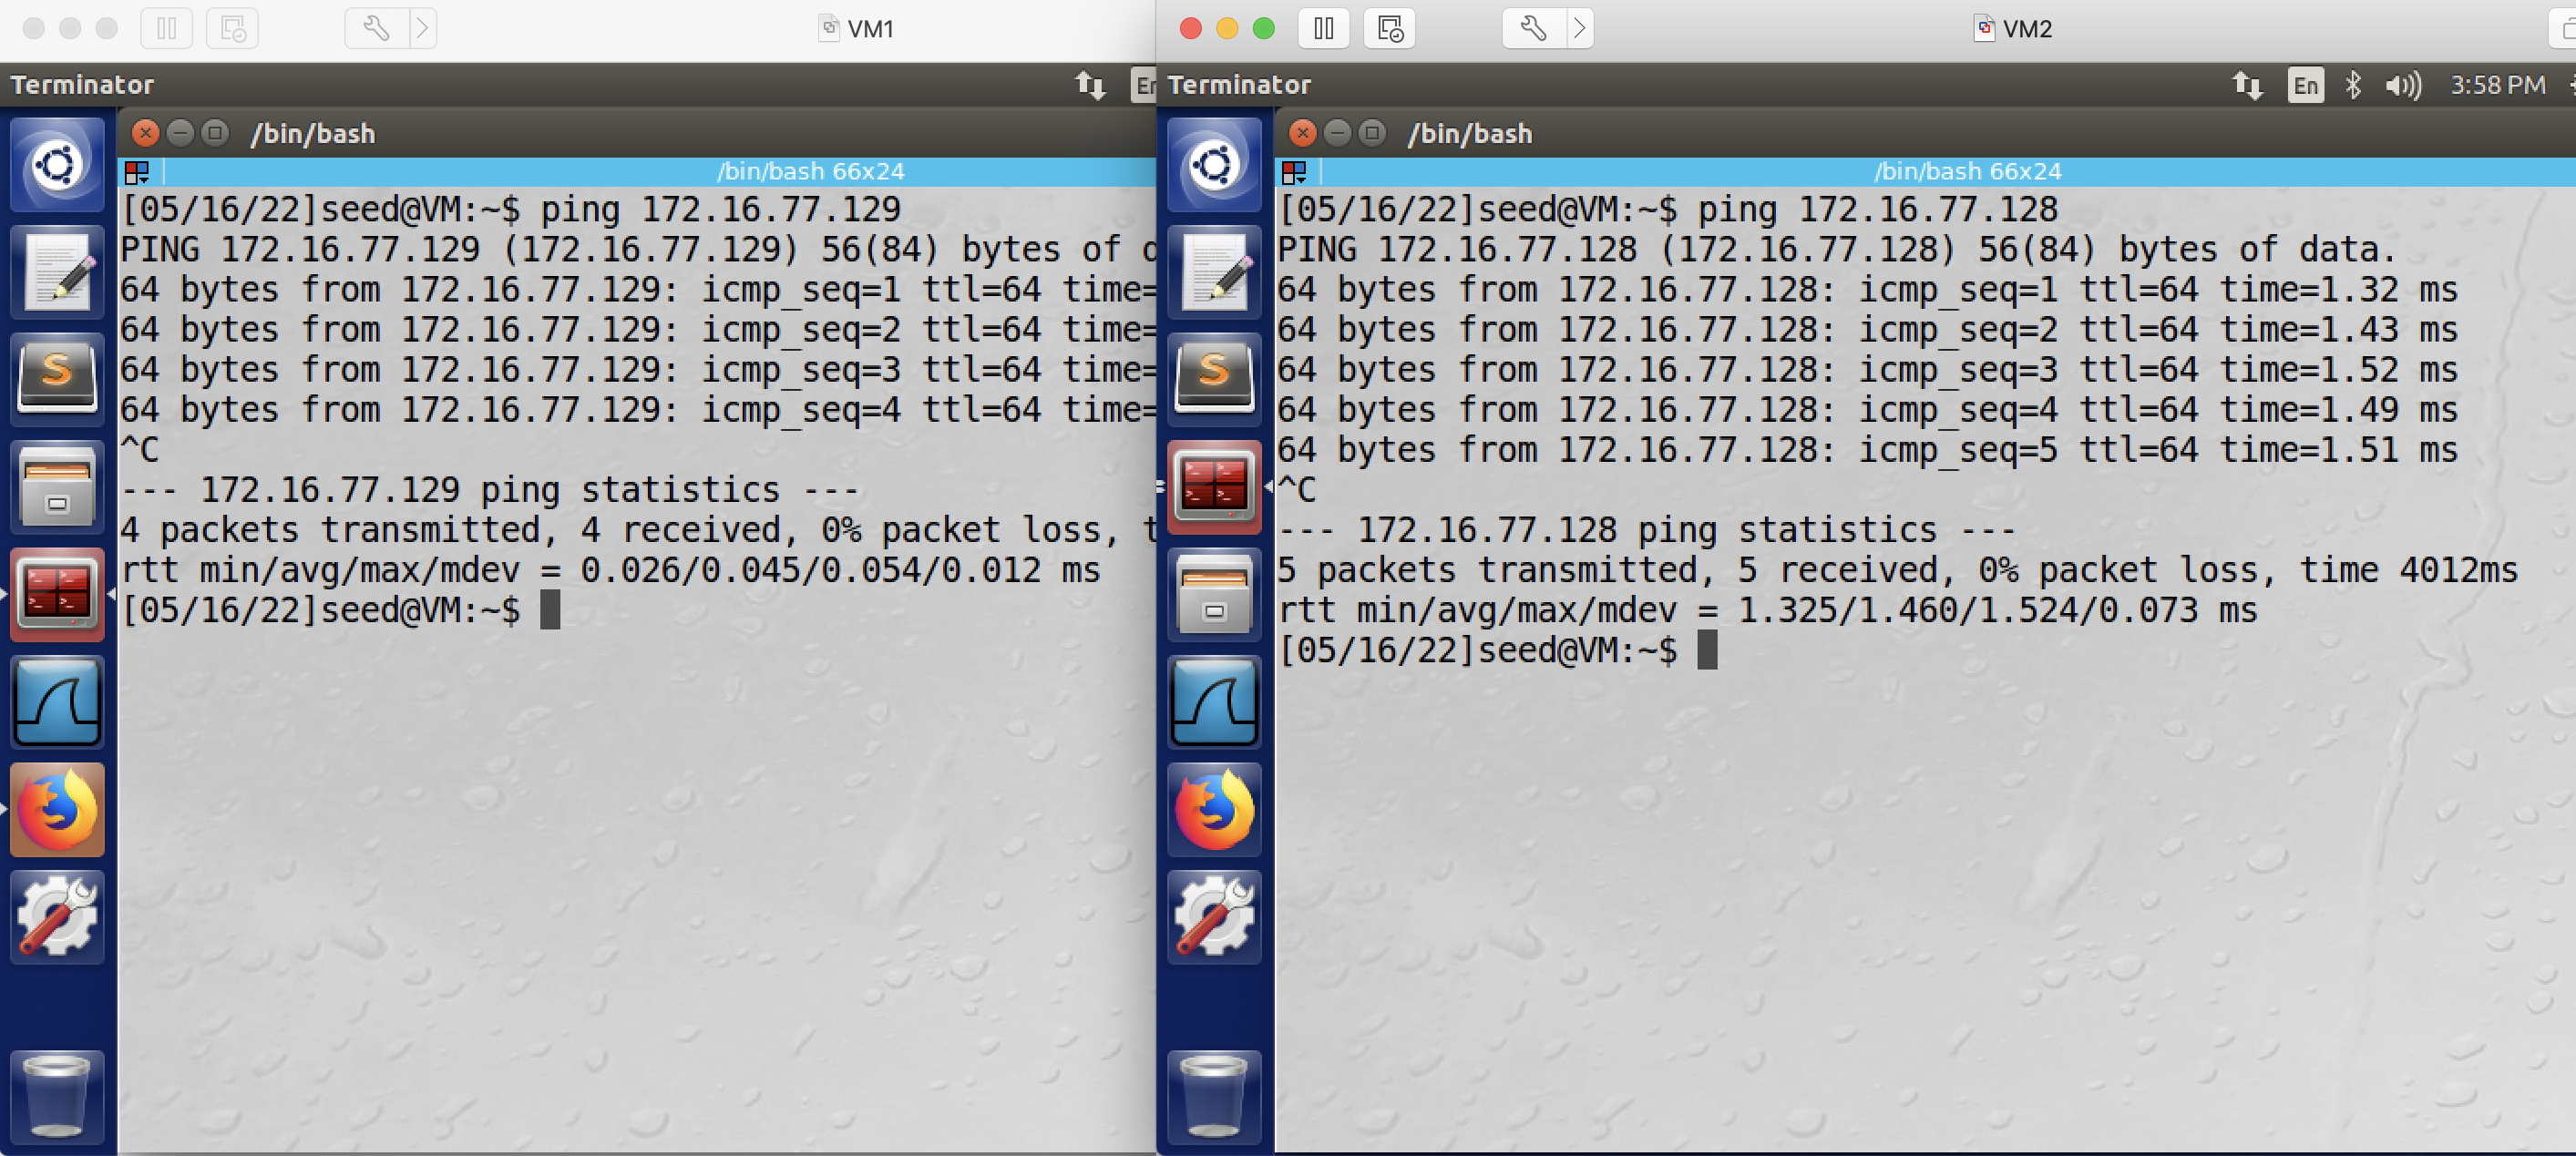 VM1
Terminator
/bin/bash
/bin/bash 66x24
[05/16/22]seed@VM:~$ ping 172.16.77.129
PING 172.16.77.129 (172.16.77.129) 56(84) bytes of
64 bytes from 172.16.77.129: icmp_seq=1 ttl=64 time=
64 bytes from 172.16.77.129: icmp_seq=2 ttl=64 time=
64 bytes from 172.16.77.129: icmp_seq=3 ttl=64 time=
64 bytes from 172.16.77.129: icmp_seq=4 ttl=64 time=
^C
--- 172.16.77.129 ping statistics ---
4 packets transmitted, 4 received, 0% packet loss,
rtt min/avg/max/mdev = 0.026/0.045/0.054/0.012 ms
[05/16/22]seed@VM:~$
VM2
Terminator
En
3:58 PM
/bin/bash
/bin/bash 66x24
[05/16/22]seed@VM:~$ ping 172.16.77.128
PING 172.16.77.128 (172.16.77.128) 56(84) bytes of data.
64 bytes from 172.16.77.128: icmp_seq=1 ttl=64 time=1.32 ms
64 bytes from 172.16.77.128: icmp_seq=2 ttl=64 time=1.43 ms
64 bytes from 172.16.77.128: icmp_seq=3 ttl=64 time=1.52 ms
64 bytes from 172.16.77.128: icmp_seq=4 ttl=64 time=1.49 ms
64 bytes from 172.16.77.128: icmp_seq=5 ttl=64 time=1.51 ms
^C
--- 172.16.77.128 ping statistics ---
5 packets transmitted, 5 received, 0% packet loss, time 4012ms
rtt min/avg/max/mdev = 1.325/1.460/1.524/0.073 ms
[05/16/22]seed@VM:~$